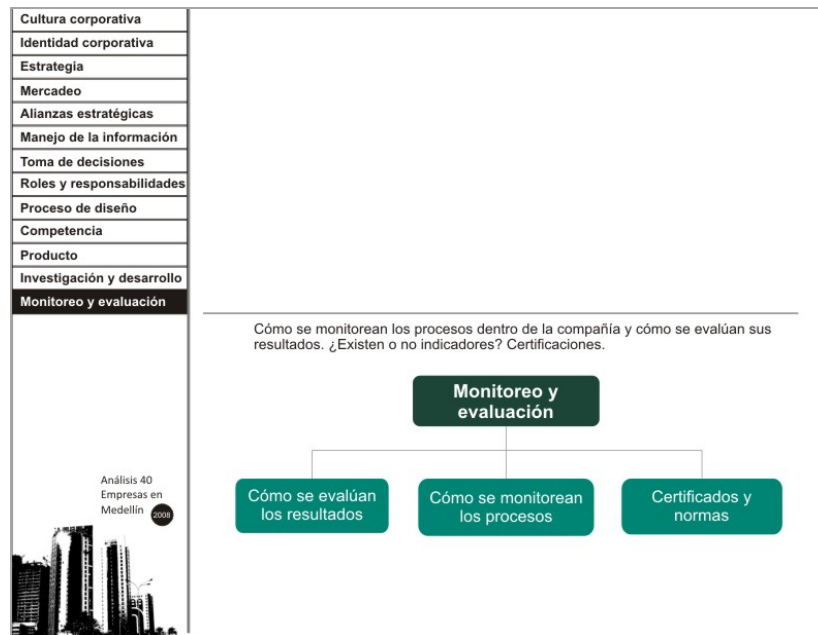 Cultura corporativa
Identidad corporativa
Estrategia
Mercadeo
Alianzas estratégicas
Manejo de la información
Toma de decisiones
Roles y responsabilidades
Proceso de diseño
Competencia
Producto
Investigación y desarrollo
Monitoreo y evaluación
Cómo se monitorean los procesos dentro de la compañía y cómo se evalúan sus
resultados. ¿Existen o no indicadores? Certificaciones.
Monitoreo y
evaluación
Cómo se evalúan
los resultados
Cómo se monitorean
los procesos
Certificados y
normas
Análisis 40
Empresas en
Medellín 2008